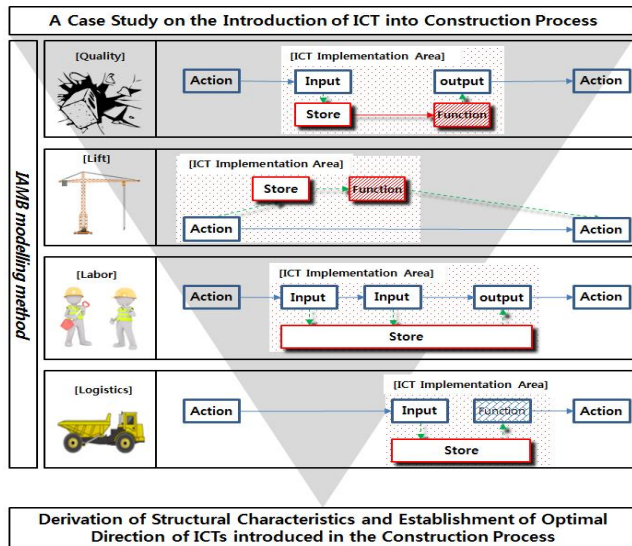 A Case Study on the Introduction of ICT into Construction Process
IAMB modelling method
[Quality]
[ICT Implementation Area]
Action
Input
output
Action
Store
Function
[Lift]
[ICT Implementation Area]
Store
Function
Action
Action
[Labor]
[ICT Implementation Area]
Action
Input
Input
output
Action
Store
[Logistics]
[ICT Implementation Area]
Action
Input
Function
Action
Store
Derivation of Structural Characteristics and Establishment of Optimal
Direction of ICTs introduced in the Construction Process